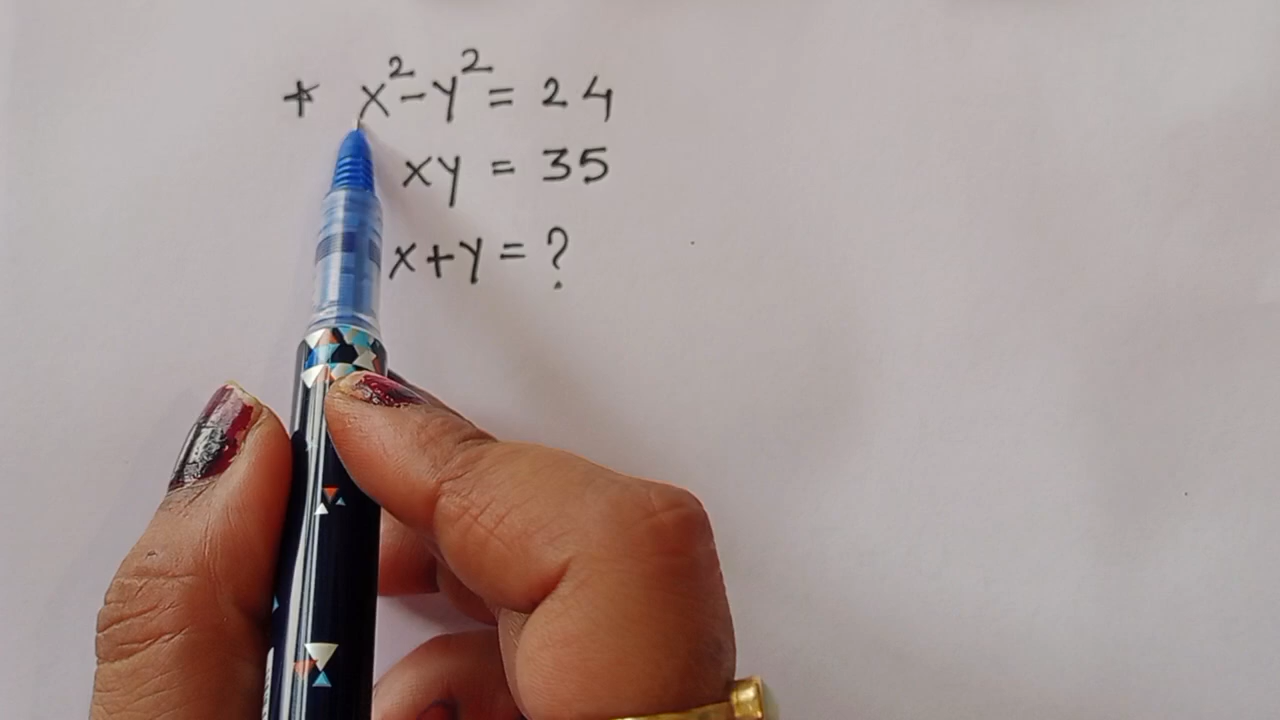 * x² - y² = 24
xy = 35
x + y = ?